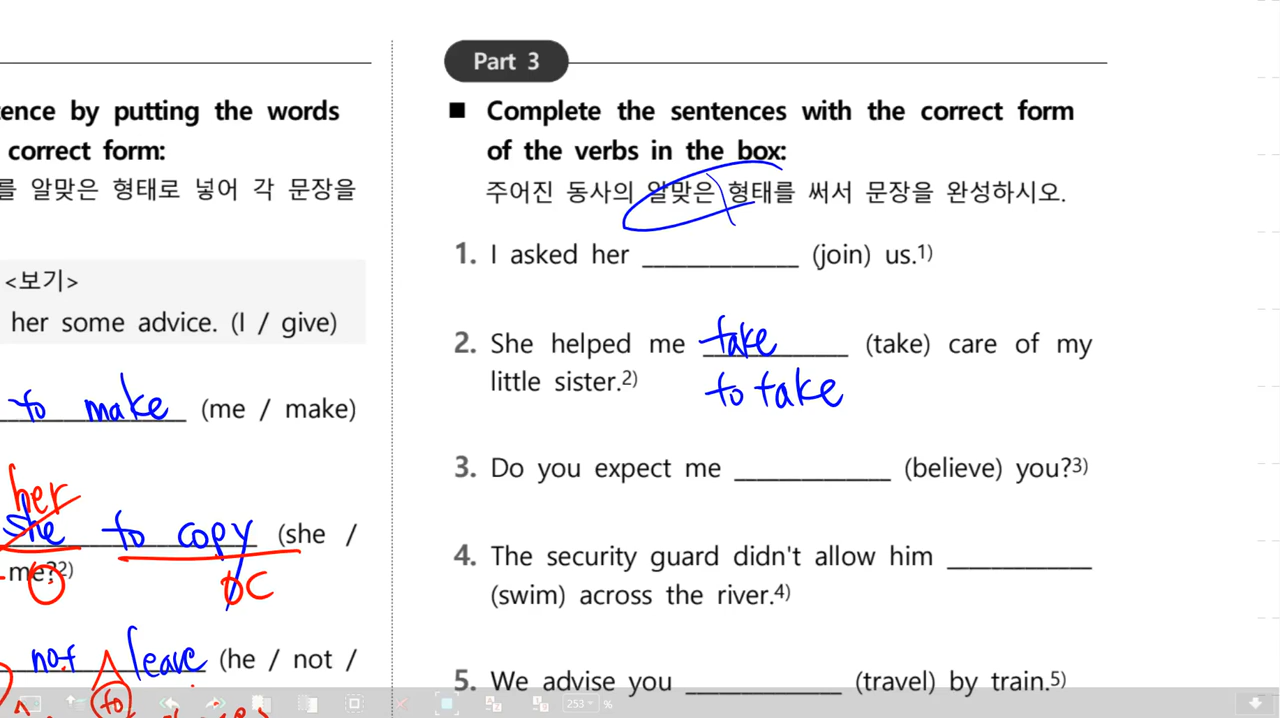 tence by putting the words
correct form:
를 알맞은 형태로 넣어 각 문장을
<보기>
her some advice. (I / give)
to make (me / make)
her
she to copy (she /
me?2)
OC
not leave (he / not /
to
Part 3
■ Complete the sentences with the correct form
of the verbs in the box:
주어진 동사의 알맞은 형태를 써서 문장을 완성하시오.
1. I asked her ____________ (join) us.1)
2. She helped me take (take) care of my
little sister.2) to take
3. Do you expect me ____________ (believe) you?3)
4. The security guard didn't allow him ____________
(swim) across the river.4)
5. We advise you ____________ (travel) by train.5)
253 %